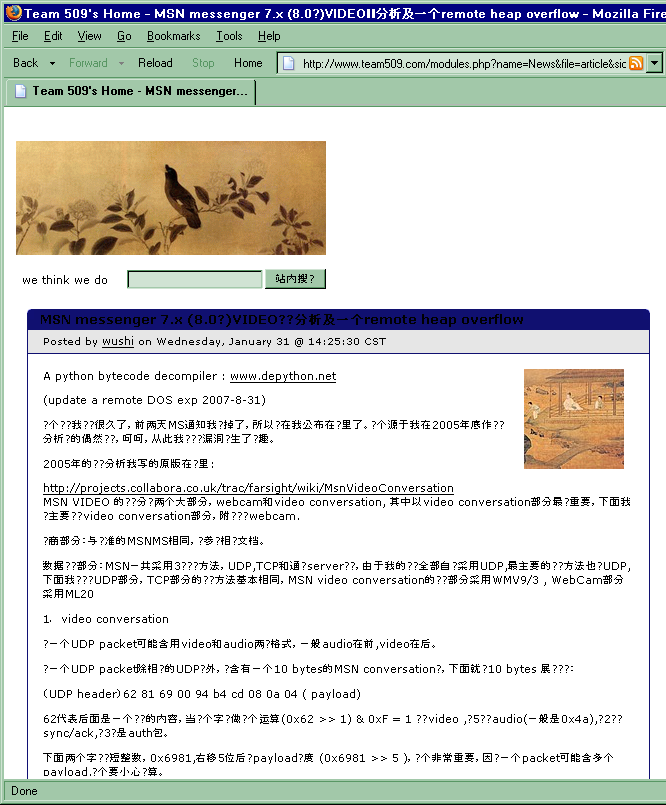 Team 509's Home - MSN messenger 7.x (8.0?)VIDEO 分析及一个remote heap overflow - Mozilla Fire
File Edit View Go Bookmarks Tools Help
Back Forward Reload Stop Home http://www.team509.com/modules.php?name=News&file=article&sid
Team 509's Home - MSN messenger...
we think we do 站内搜?
MSN messenger 7.x (8.0?)VIDEO??分析及一个remote heap overflow
Posted by wushi on Wednesday, January 31 @ 14:25:30 CST
A python bytecode decompiler : www.depython.net
(update a remote DOS exp 2007-8-31)
?个??我??很久了，前两天MS通知我?掉了，所以?在我公布在?里了。?个源于我在2005年底作??
分析?的偶然??，呵呵，从此我???漏洞?生了?趣。
2005年的??分析我写的原版在?里:
http://projects.collabora.co.uk/trac/farsight/wiki/MsnVideoConversation
MSN VIDEO 的??分?两个大部分，webcam和video conversation, 其中以video conversation部分最?重要，下面我
?主要??video conversation部分，附???webcam.
?商部分：与?准的MSNMS相同，?参?相?文档。
数据??部分：MSN一共采用3???方法，UDP,TCP和通?server??，由于我的??全部自?采用UDP,最主要的??方法也?UDP,
下面我???UDP部分，TCP部分的??方法基本相同，MSN video conversation的??部分采用WMV9/3 , WebCam部分
采用ML20
1． video conversation
?一个UDP packet可能含用video和audio两?格式，一般audio在前,video在后。
?一个UDP packet除相?的UDP?外，?含有一个10 bytes的MSN conversation?，下面就?10 bytes 展???：
（UDP header）62 81 69 00 94 b4 cd 08 0a 04 ( payload)
62代表后面是一个??的内容，当?个字?做?个运算(0x62 >> 1) & 0xF = 1 ??video ,?5??audio(一般是0x4a),?2??
sync/ack,?3?是auth包。
下面两个字??短整数，0x6981,右移5位后?payload?度 (0x6981 >> 5 )，?个非常重要，因?一个packet可能含多个
payload.?个要小心?算。
Done